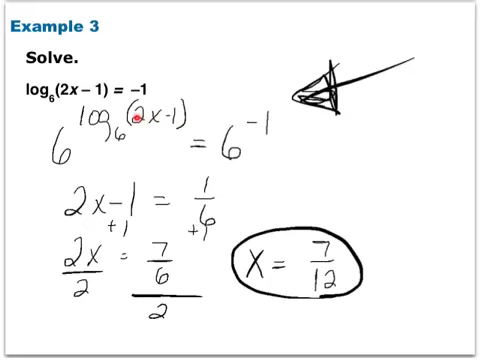 Example 3
Solve.
log₆(2x – 1) = –1
6^(log₆(2x-1)) = 6^(-1)
2x - 1 = 1/6
+1 +1
2x/2 = 7/6 / 2
x = 7/12